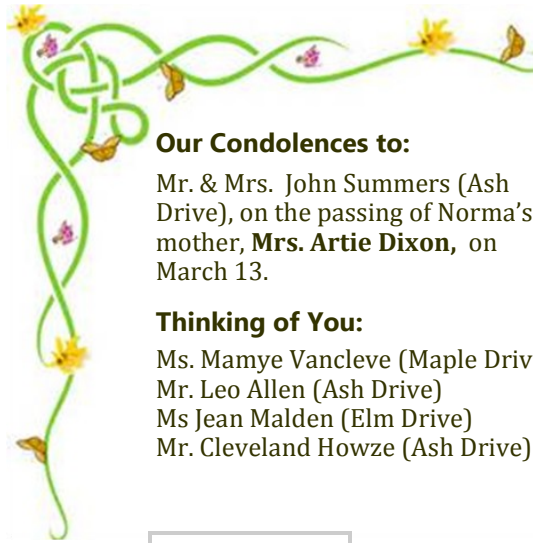 Our Condolences to:
Mr. & Mrs. John Summers (Ash
Drive), on the passing of Norma’s
mother, Mrs. Artie Dixon, on
March 13.
Thinking of You:
Ms. Mamye Vancleve (Maple Driv
Mr. Leo Allen (Ash Drive)
Ms Jean Malden (Elm Drive)
Mr. Cleveland Howze (Ash Drive)